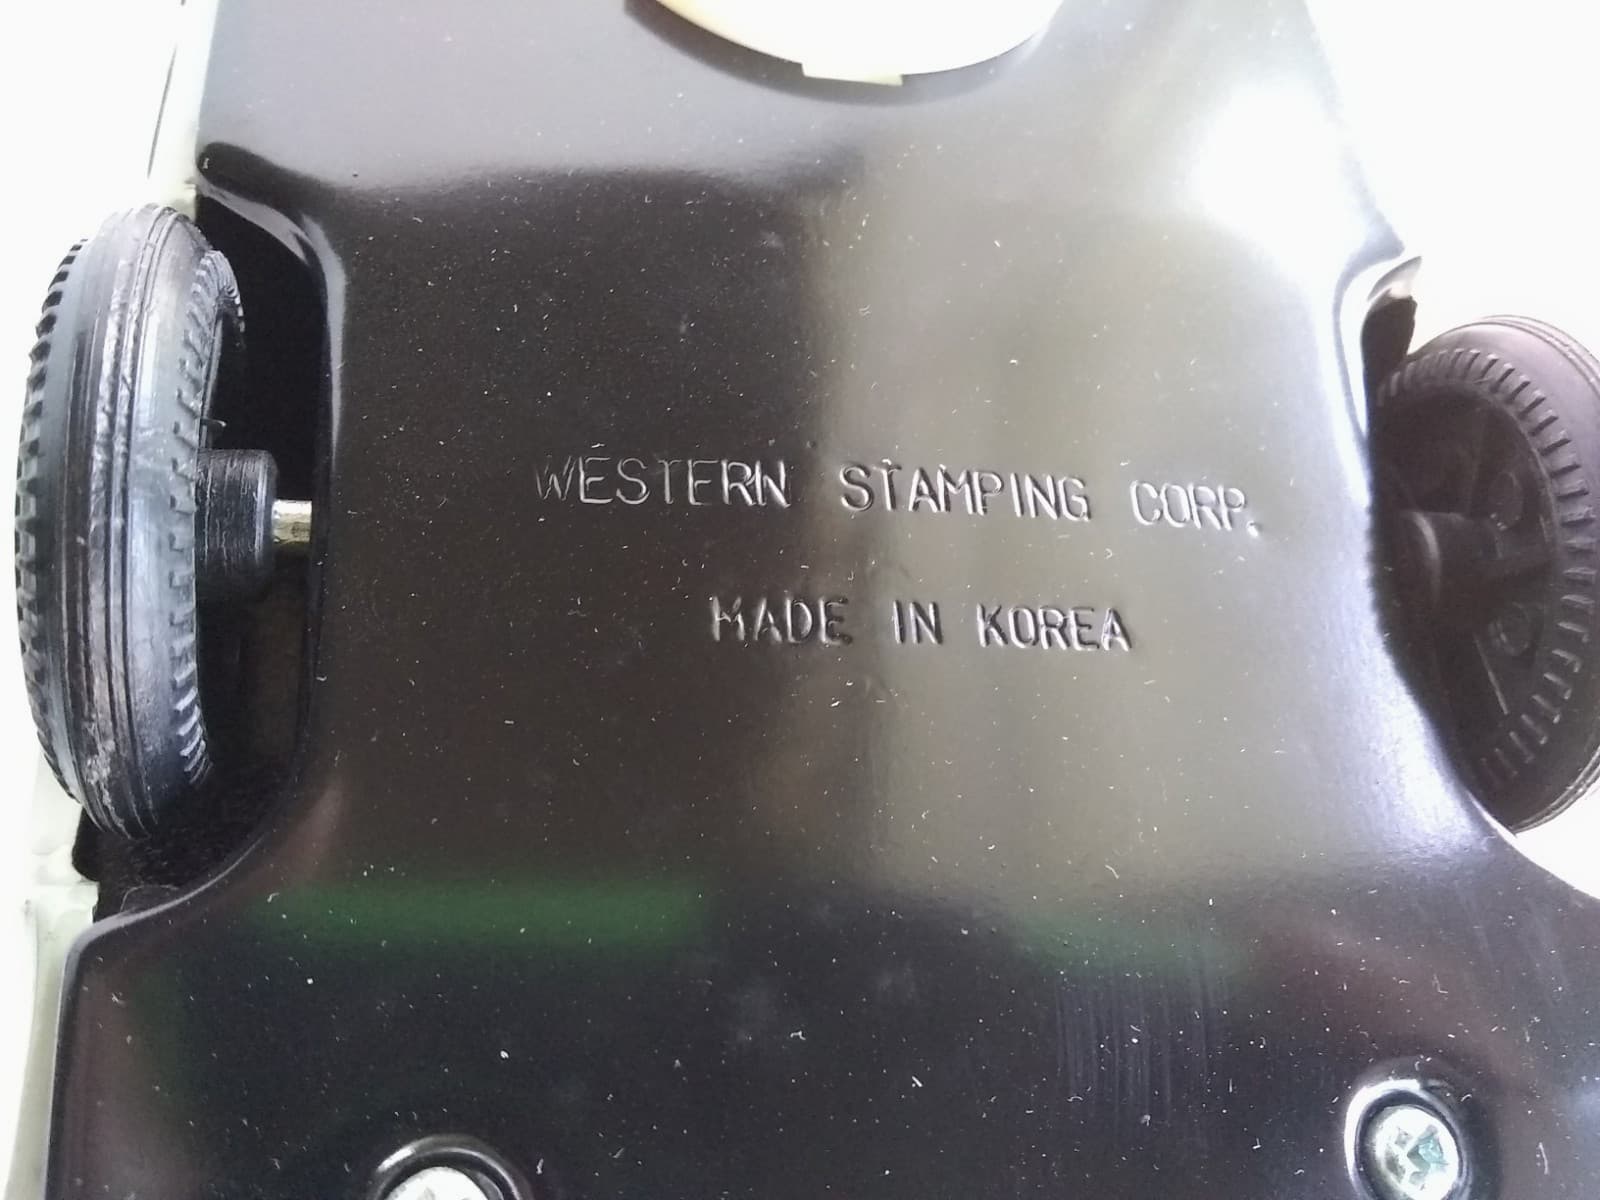 WESTERN STAMPING CORP.
MADE IN KOREA